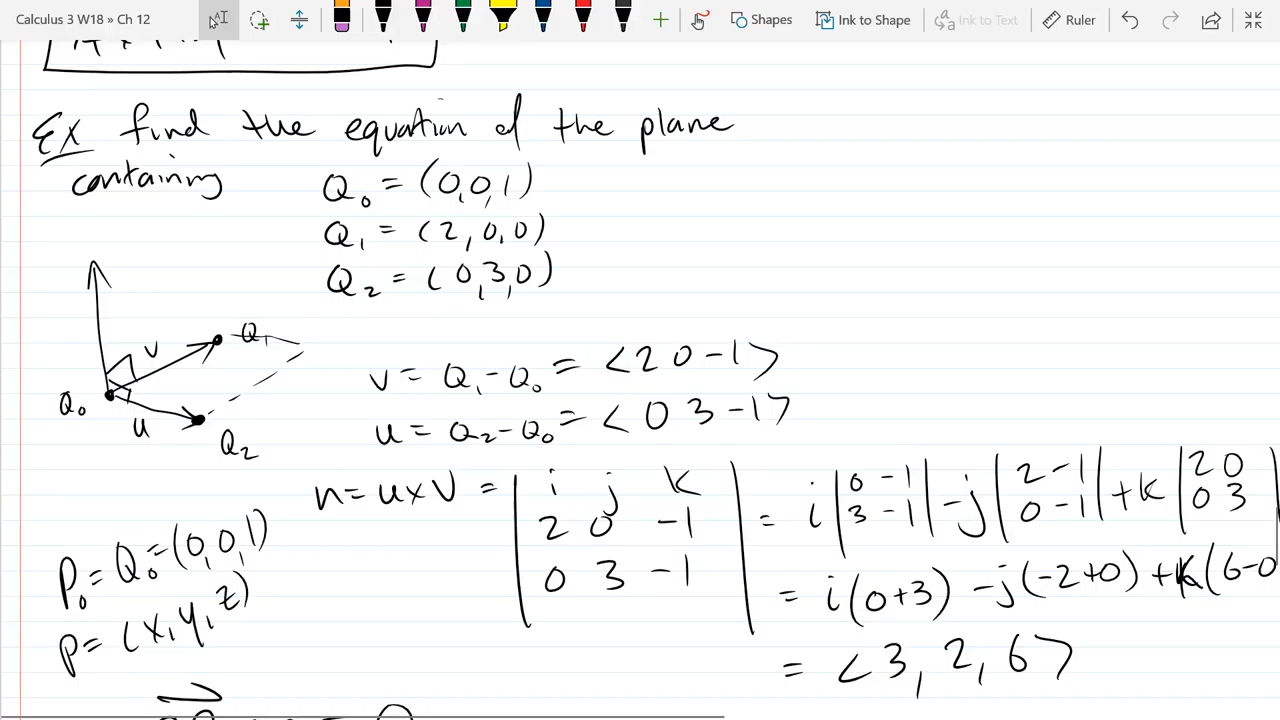 Calculus 3 W18 » Ch 12
Shapes Ink to Shape Ink to Text Ruler
Ex find the equation of the plane
containing
Q₀ = (0,0,1)
Q₁ = (2,0,0)
Q₂ = (0,3,0)
Q₁
v
Q₀
u
Q₂
v = Q₁-Q₀ = <2 0 -1>
u = Q₂-Q₀ = <0 3 -1>
n = u x v = | i j k | = i |0 -1| -j |2 -1| + k |2 0|
2 0 -1 |3 -1| |0 -1| |0 3|
0 3 -1 = i(0+3) -j(-2+0) + k(6-0
= <3, 2, 6>
P₀ = Q₀ = (0,0,1)
P = (x,y,z)